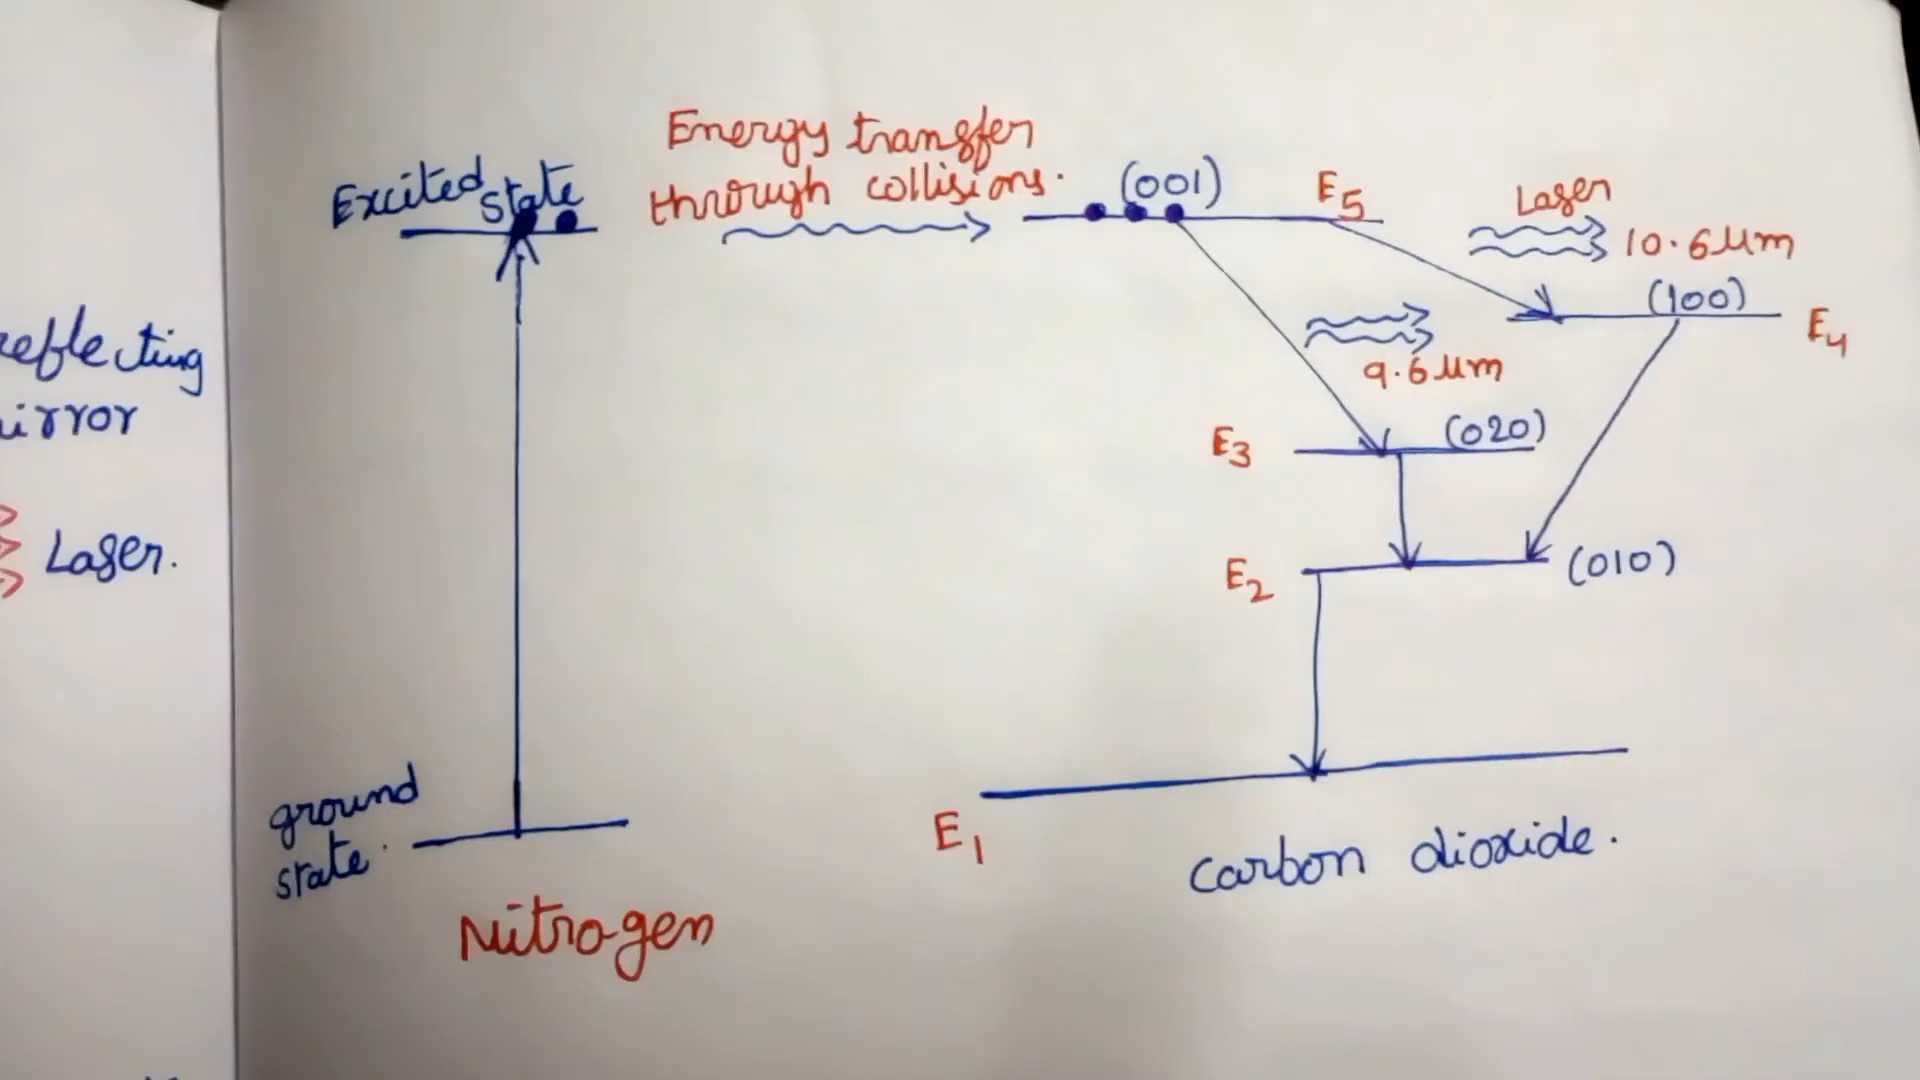 reflecting
Laser.
Energy transfer
through collisions.
Excited state
(001)
E5
Laser
10.6 μm
(100)
E4
9.6 μm
E3
(020)
E2
(010)
ground
state.
E1
Carbon dioxide.
Nitrogen